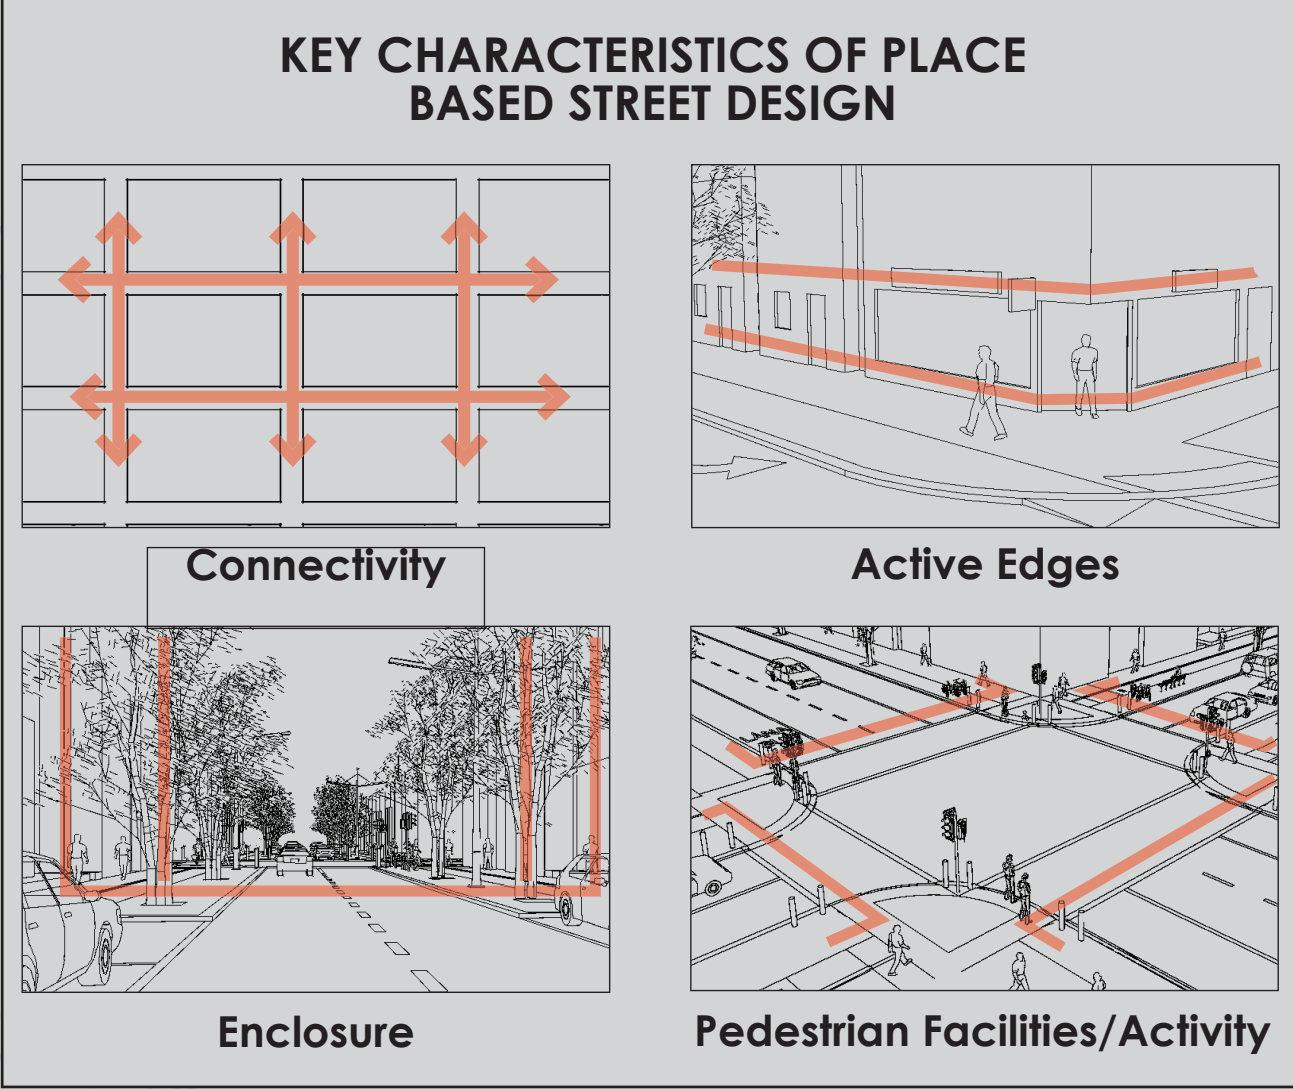 KEY CHARACTERISTICS OF PLACE
BASED STREET DESIGN
Connectivity
Active Edges
Enclosure
Pedestrian Facilities/Activity